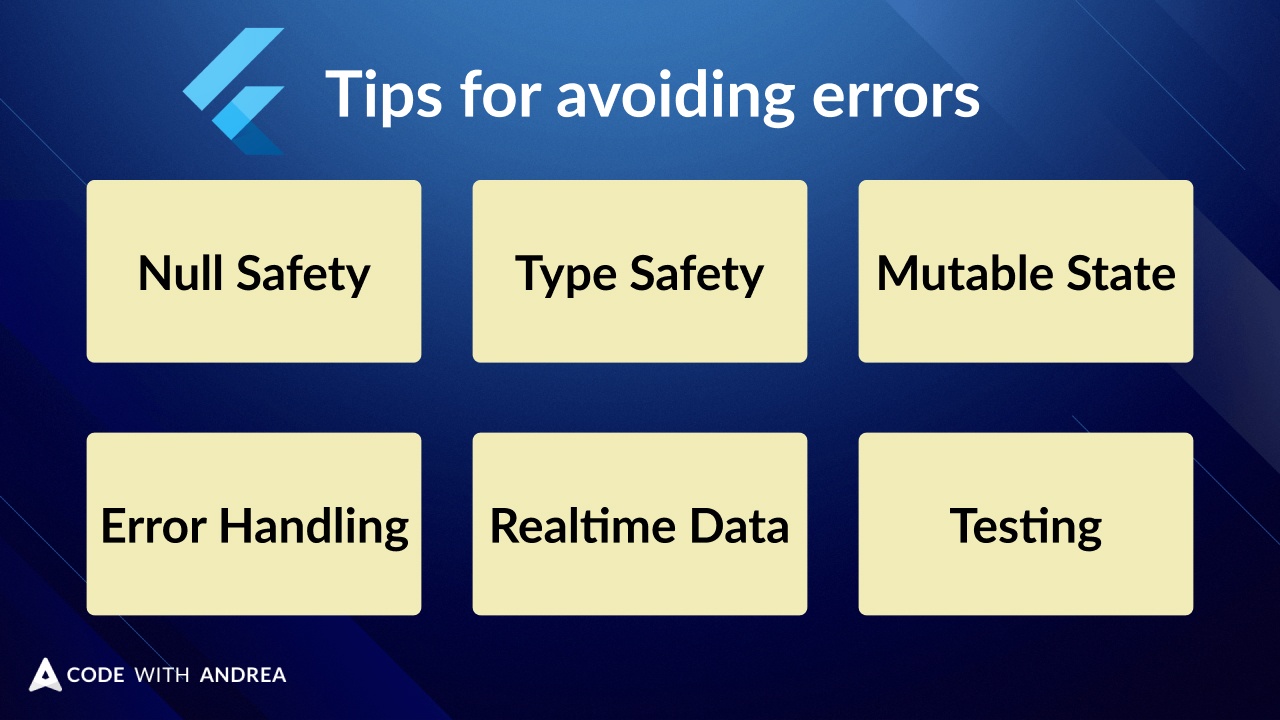 Tips for avoiding errors
Null Safety
Type Safety
Mutable State
Error Handling
Realtime Data
Testing
CODE WITH ANDREA